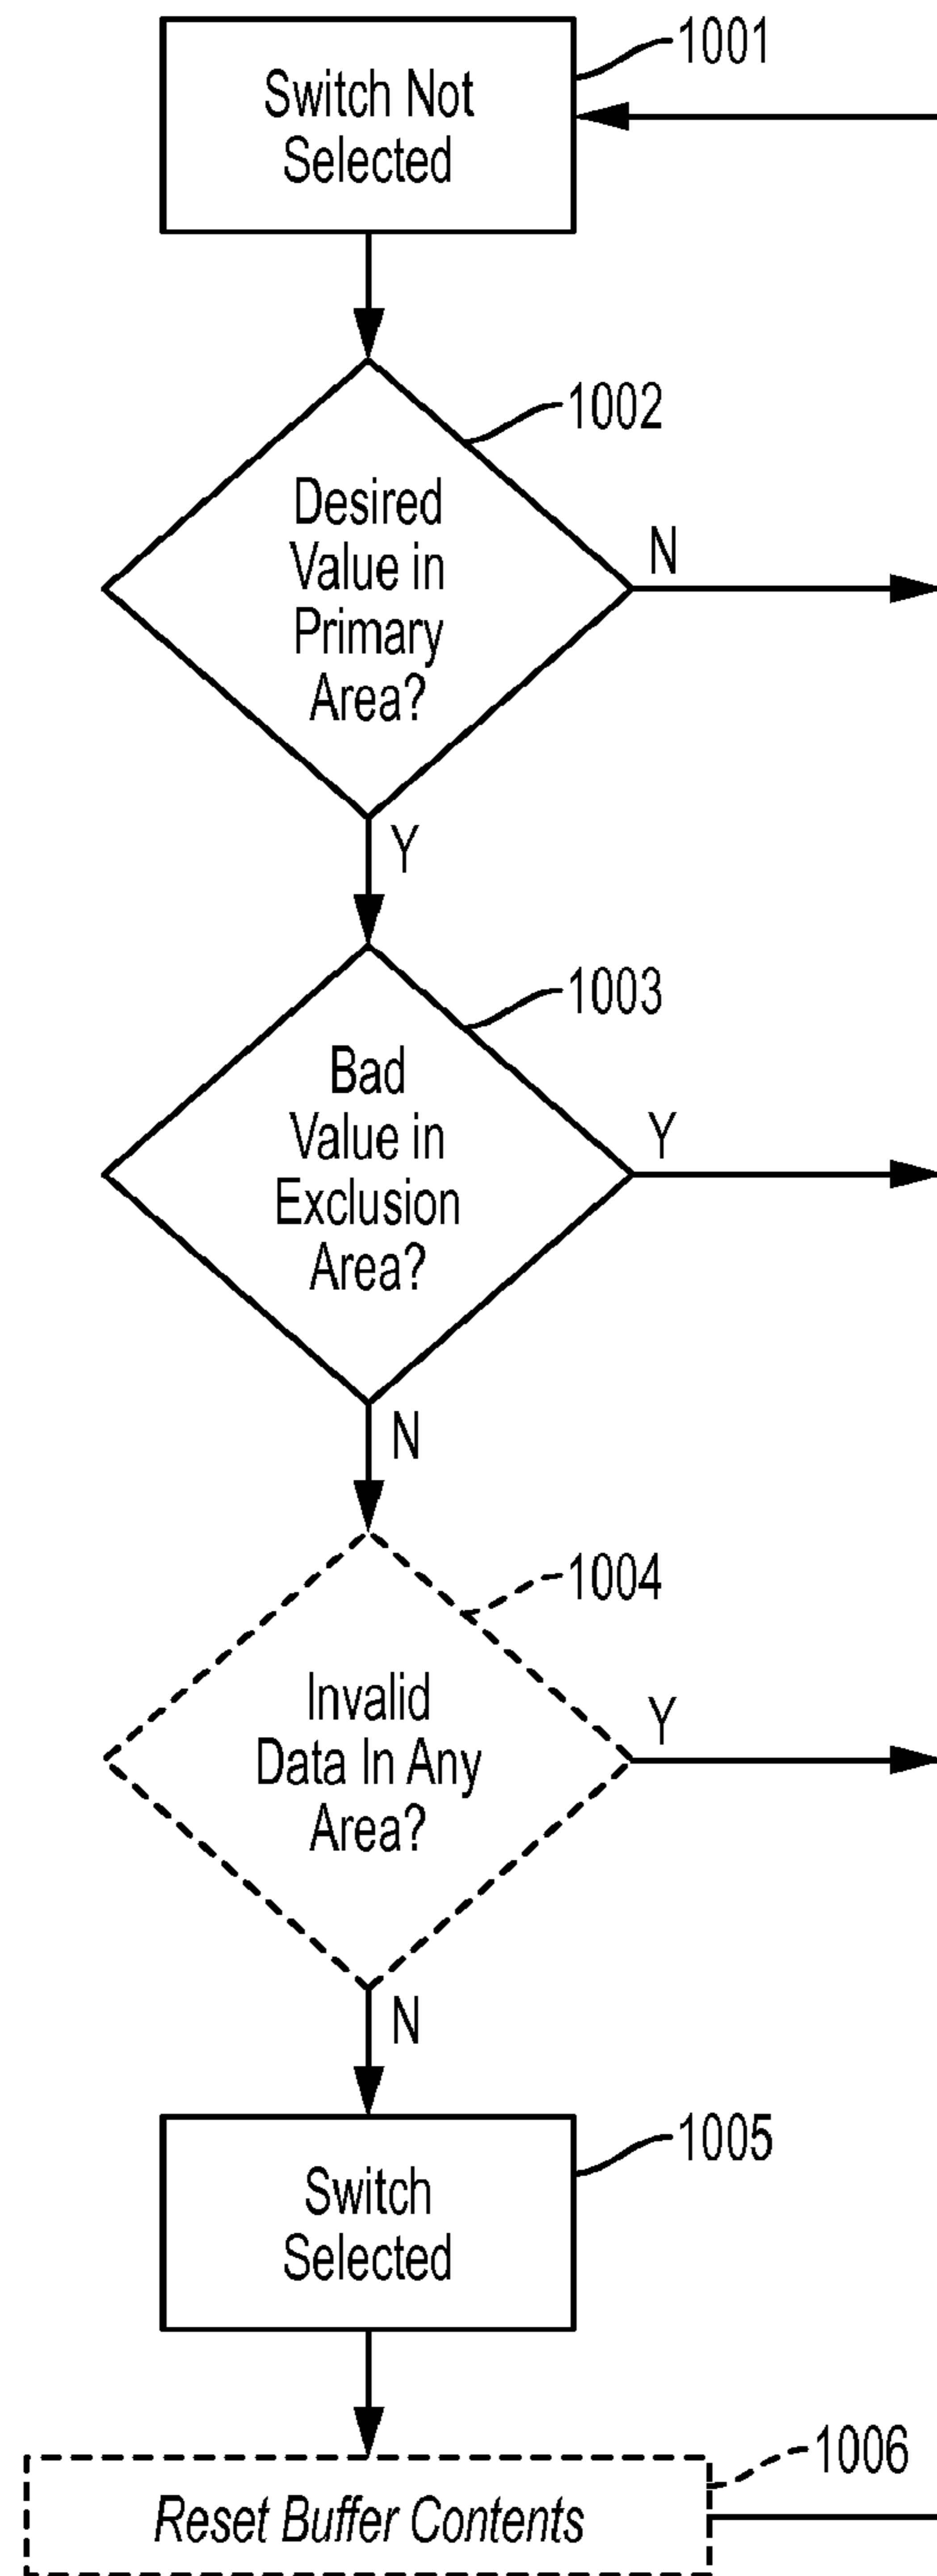 1001
Switch Not
Selected
1002
Desired
Value in
Primary
Area?
N
Y
1003
Bad
Value in
Exclusion
Area?
Y
N
1004
Invalid
Data In Any
Area?
Y
N
1005
Switch
Selected
1006
Reset Buffer Contents